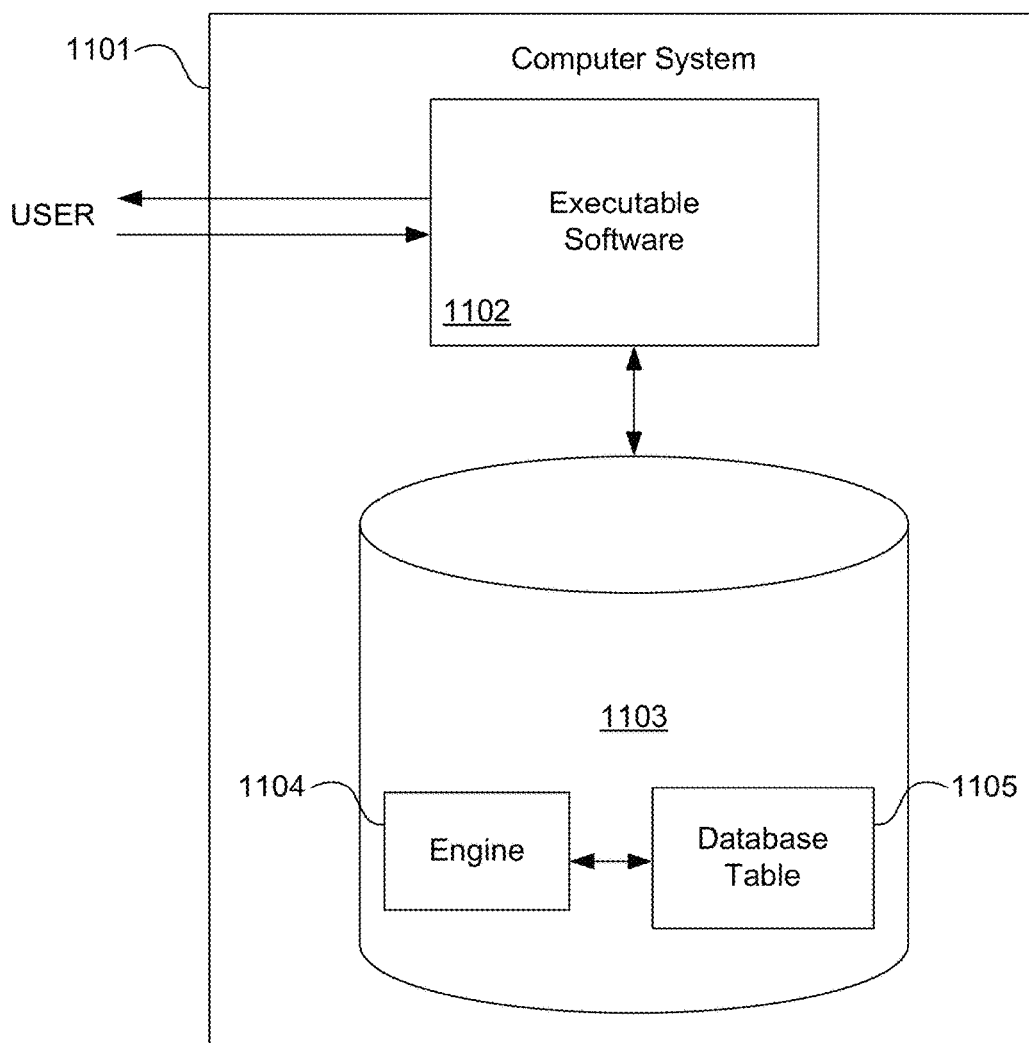 1101
Computer System
USER
Executable
Software
1102
1103
1104
1105
Engine
Database
Table